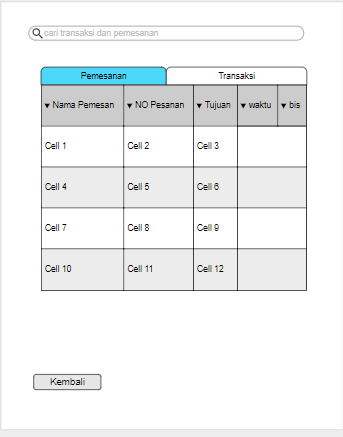 cari transaksi dan pemesanan
Pemesanan Transaksi
Nama Pemesan NO Pesanan Tujuan waktu bis
Cell 1 Cell 2 Cell 3
Cell 4 Cell 5 Cell 6
Cell 7 Cell 8 Cell 9
Cell 10 Cell 11 Cell 12
Kembali